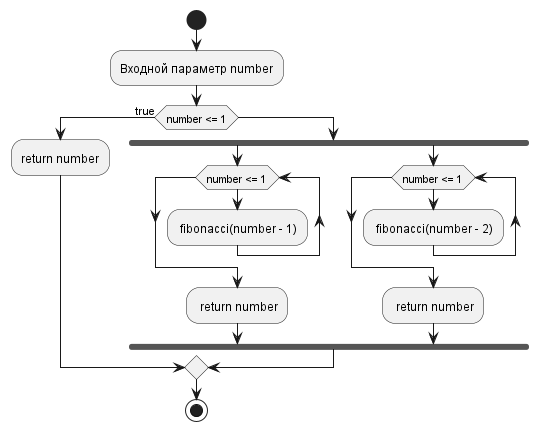 Входной параметр number
true
number <= 1
return number
number <= 1
number <= 1
fibonacci(number - 1)
fibonacci(number - 2)
return number
return number